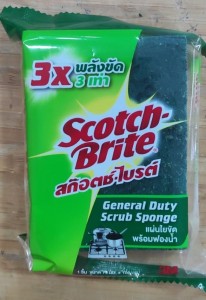 3X พลังขัด
3 เท่า
Scotch-
Brite
สก๊อตช์-ไบรต์
General Duty
Scrub Sponge
แผ่นใยขัด
พร้อมฟองน้ำ
3M